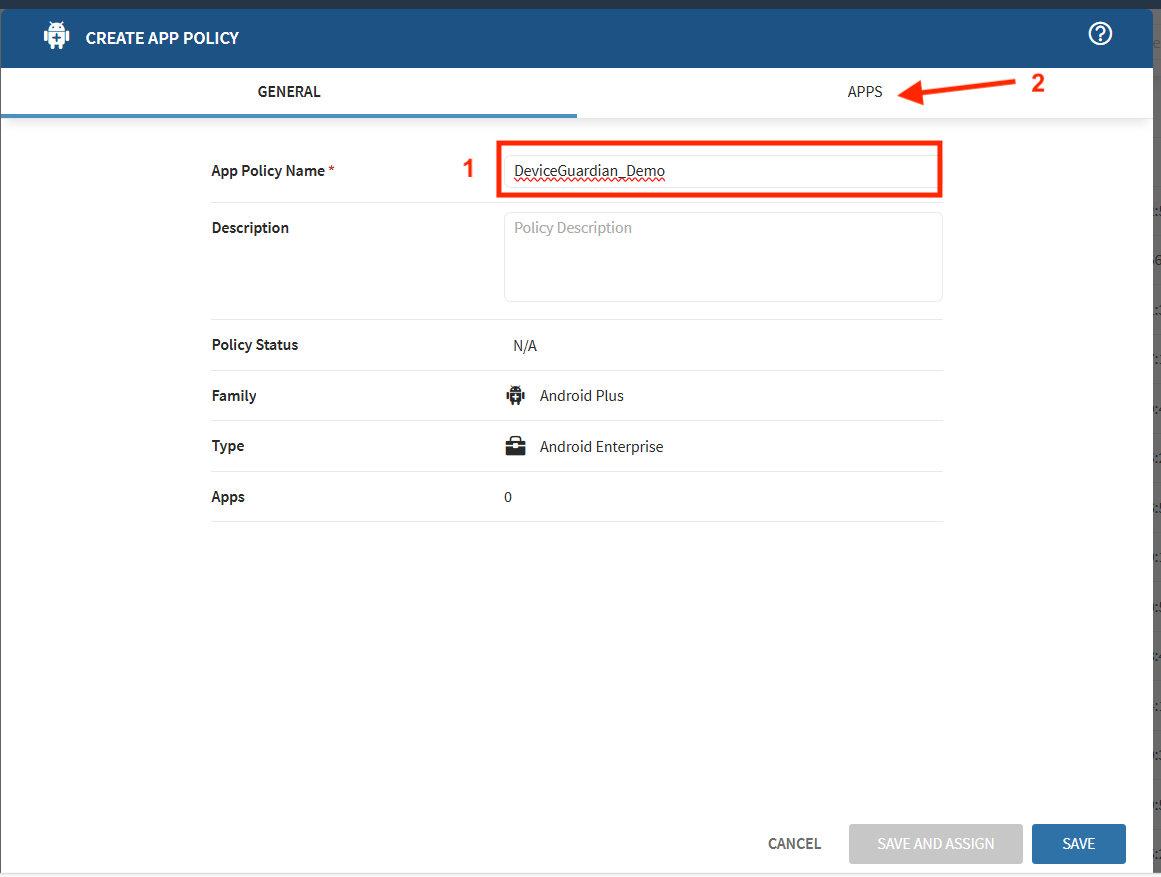 CREATE APP POLICY
GENERAL
APPS
2
App Policy Name *
1
DeviceGuardian_Demo
Description
Policy Description
Policy Status
N/A
Family
Android Plus
Type
Android Enterprise
Apps
0
CANCEL
SAVE AND ASSIGN
SAVE